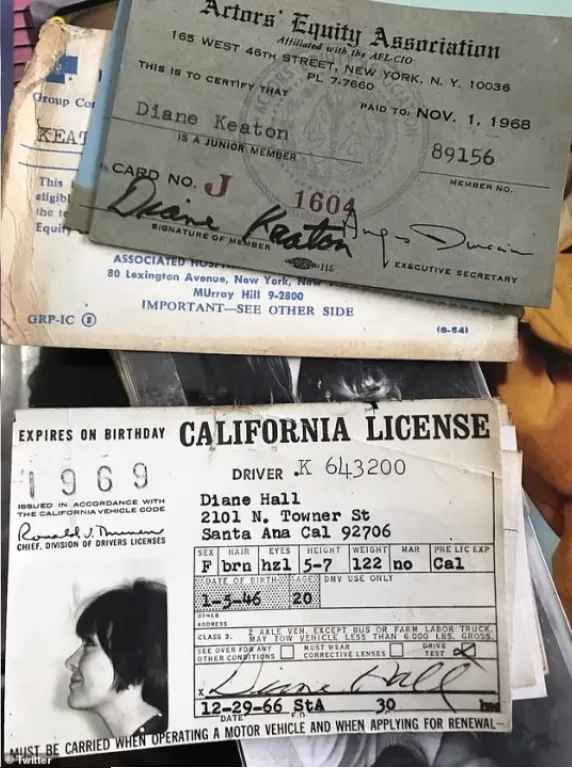 Actors' Equity Association
Affiliated with the AFL-CIO
165 WEST 46TH STREET, NEW YORK, N. Y. 10036
PL 7-7660
THIS IS TO CERTIFY THAT
PAID TO: NOV. 1, 1968
Diane Keaton
IS A JUNIOR MEMBER
89156
MEMBER NO.
CARD NO. J 1604
Diane Keaton
SIGNATURE OF MEMBER
EXECUTIVE SECRETARY
Group
KEAT
This
eligib
the
Equity
ASSOCIATED
80 Lexington Avenue, New York,
MUrray Hill 9-2800
IMPORTANT—SEE OTHER SIDE
GRP-IC
(8-64)
EXPIRES ON BIRTHDAY
CALIFORNIA LICENSE
1969
DRIVER K 643200
ISSUED IN ACCORDANCE WITH
THE CALIFORNIA VEHICLE CODE
CHIEF, DIVISION OF DRIVERS LICENSES
Diane Hall
2101 N. Towner St
Santa Ana Cal 92706
SEX HAIR EYES HEIGHT WEIGHT MAR PRE LIC EXP
F brn hzl 5-7 122 no Cal
DATE OF BIRTH AGE DMV USE ONLY
1-5-46 20
OTHER
ADDRESS
CLASS 3. 2 AXLE VEH. EXCEPT BUS OR FARM LABOR TRUCK.
MAY TOW VEHICLE LESS THAN 6,000 LBS. GROSS.
SEE OVER FOR ANY
OTHER CONDITIONS
MUST WEAR
CORRECTIVE LENSES
DRIVE
TEST
X Diane Hall
12-29-66 StA 30
DATE
MUST BE CARRIED WHEN OPERATING A MOTOR VEHICLE AND WHEN APPLYING FOR RENEWAL
© Twitter